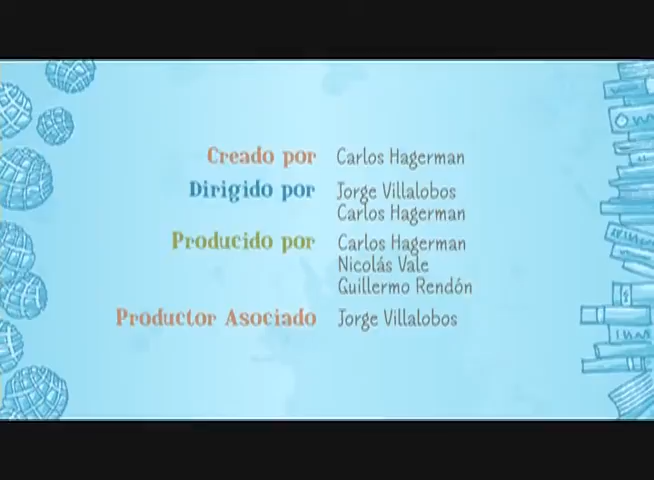 Creado por Carlos Hagerman
Dirigido por Jorge Villalobos
Carlos Hagerman
Producido por Carlos Hagerman
Nicolás Vale
Guillermo Rendón
Productor Asociado Jorge Villalobos